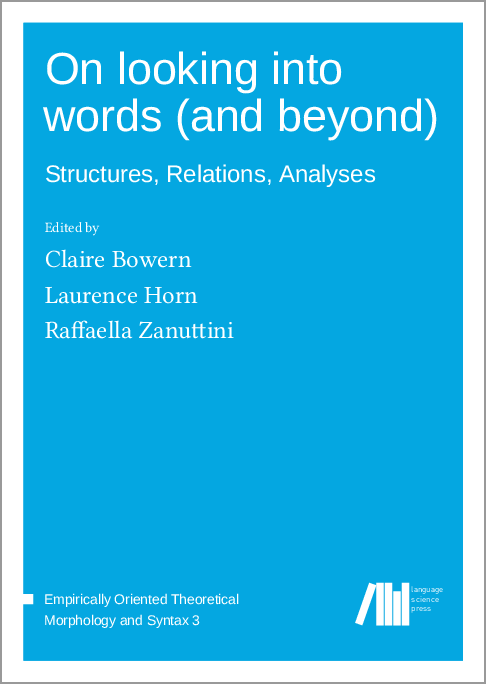 On looking into
words (and beyond)
Structures, Relations, Analyses
Edited by
Claire Bowern
Laurence Horn
Raffaella Zanuttini
Empirically Oriented Theoretical
Morphology and Syntax 3
language
science
press